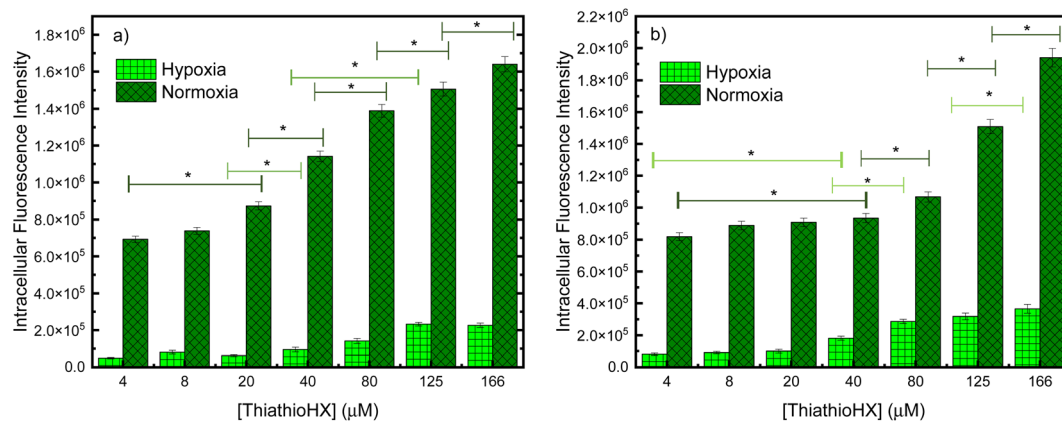 a)
Hypoxia
Normoxia
Intracellular Fluorescence Intensity
1.8×10⁶
1.6×10⁶
1.4×10⁶
1.2×10⁶
1.0×10⁶
8.0×10⁵
6.0×10⁵
4.0×10⁵
2.0×10⁵
0.0
* * * * * * *
4 8 20 40 80 125 166
[ThiathioHX] (μM)
b)
Hypoxia
Normoxia
Intracellular Fluorescence Intensity
2.2×10⁶
2.0×10⁶
1.8×10⁶
1.6×10⁶
1.4×10⁶
1.2×10⁶
1.0×10⁶
8.0×10⁵
6.0×10⁵
4.0×10⁵
2.0×10⁵
0.0
* * * * * * *
4 8 20 40 80 125 166
[ThiathioHX] (μM)